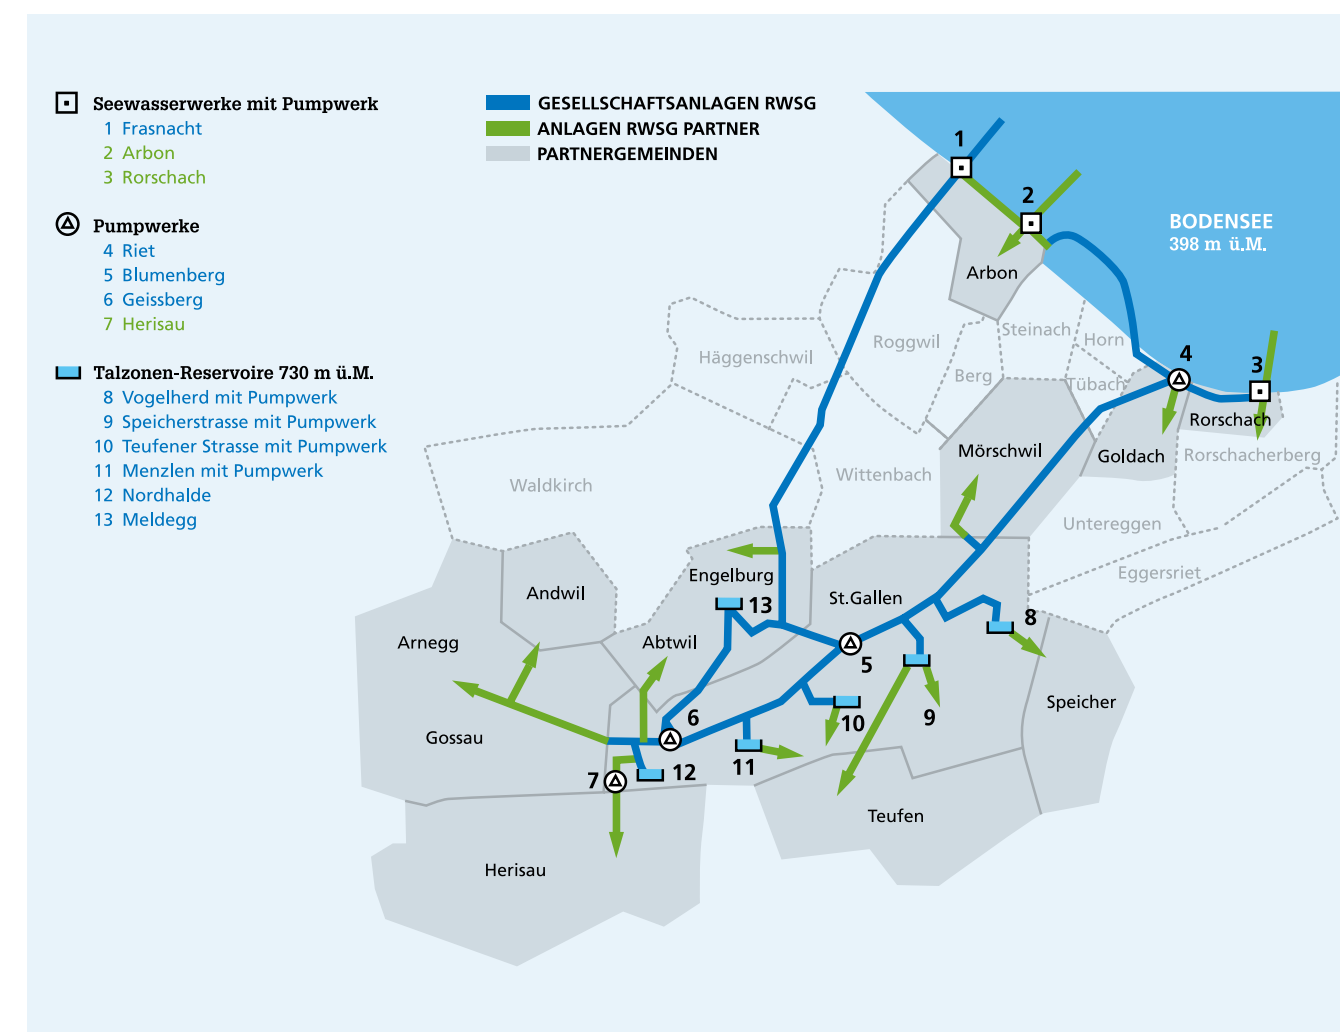 Seewasserwerke mit Pumpwerk
1 Frasnacht
2 Arbon
3 Rorschach
Pumpwerke
4 Riet
5 Blumenberg
6 Geissberg
7 Herisau
Talzonen-Reservoire 730 m ü.M.
8 Vogelherd mit Pumpwerk
9 Speicherstrasse mit Pumpwerk
10 Teufener Strasse mit Pumpwerk
11 Menzlen mit Pumpwerk
12 Nordhalde
13 Meldegg
GESELLSCHAFTSANLAGEN RWSG
ANLAGEN RWSG PARTNER
PARTNERGEMEINDEN
1
2
BODENSEE
398 m ü.M.
Arbon
Steinach
Horn
Roggwil
Häggenschwil
4
3
Berg
Tübach
Rorschach
Mörschwil
Goldach
Rorschacherberg
Wittenbach
Waldkirch
Untereggen
Eggersriet
Engelburg
Andwil
13
St.Gallen
8
Arnegg
Abtwil
5
Speicher
6
10
9
Gossau
11
12
7
Teufen
Herisau